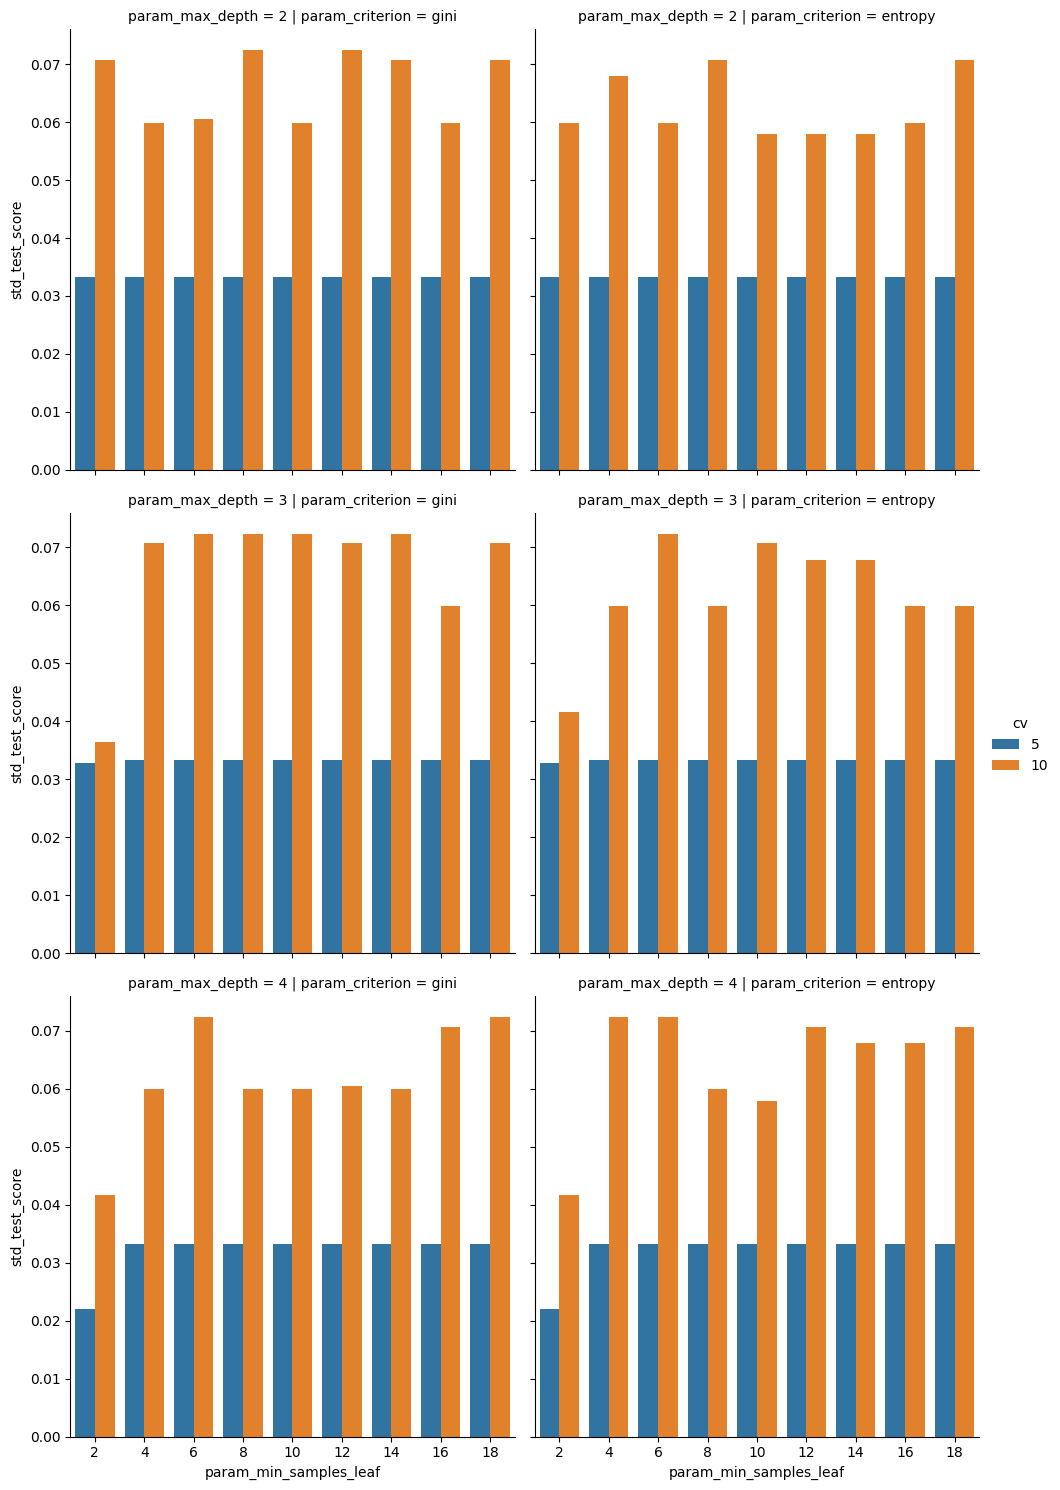 param_max_depth = 2 | param_criterion = gini
param_max_depth = 2 | param_criterion = entropy
0.07
0.06
0.05
0.04
0.03
0.02
0.01
0.00
std_test_score
param_max_depth = 3 | param_criterion = gini
param_max_depth = 3 | param_criterion = entropy
0.07
0.06
0.05
0.04
0.03
0.02
0.01
0.00
std_test_score
cv
5
10
param_max_depth = 4 | param_criterion = gini
param_max_depth = 4 | param_criterion = entropy
0.07
0.06
0.05
0.04
0.03
0.02
0.01
0.00
std_test_score
2 4 6 8 10 12 14 16 18
2 4 6 8 10 12 14 16 18
param_min_samples_leaf
param_min_samples_leaf